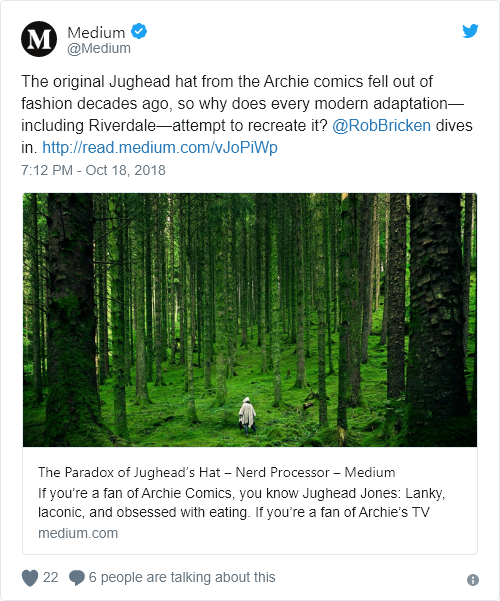 Medium
@Medium
The original Jughead hat from the Archie comics fell out of
fashion decades ago, so why does every modern adaptation—
including Riverdale—attempt to recreate it? @RobBricken dives
in. http://read.medium.com/vJoPiWp
7:12 PM - Oct 18, 2018
The Paradox of Jughead’s Hat – Nerd Processor – Medium
If you’re a fan of Archie Comics, you know Jughead Jones: Lanky,
laconic, and obsessed with eating. If you’re a fan of Archie’s TV
medium.com
22 6 people are talking about this